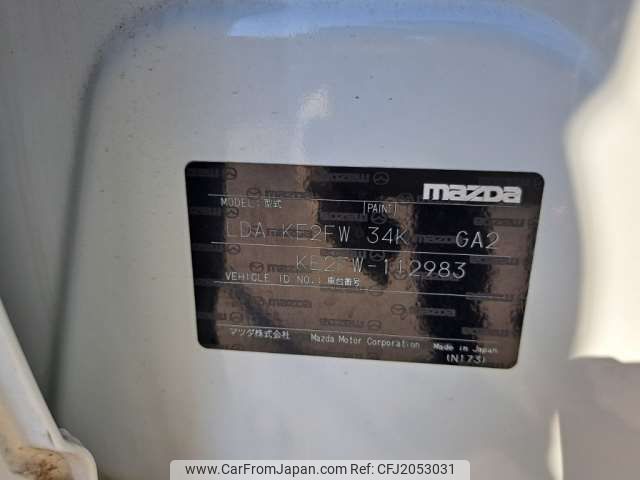 mazda
MODEL:型式 (PAINT)
LDA-KE2FW 34K GA2
KE2FW-112983
VEHICLE ID NO.:車台番号
マツダ株式会社 Mazda Motor Corporation Made in Japan
(N173)
www.CarFromJapan.com | CFJ2053031